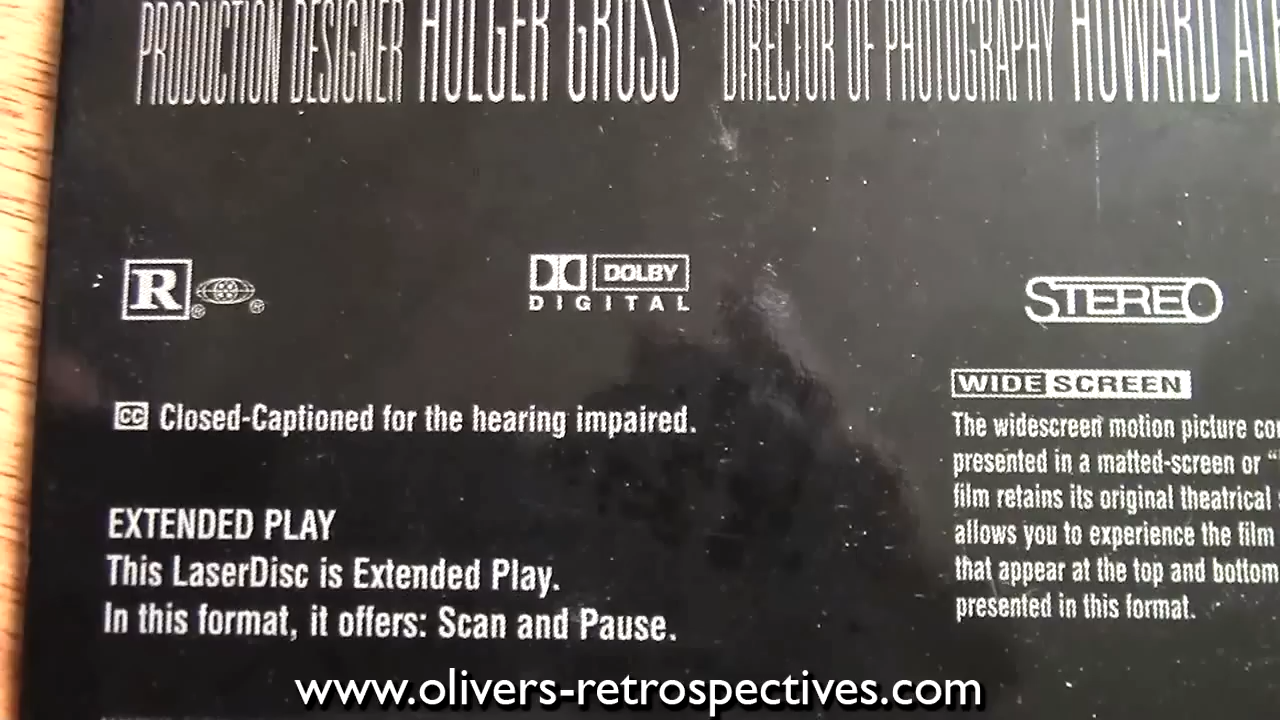 PRODUCTION DESIGNER HOLGER GROSS DIRECTOR OF PHOTOGRAPHY HOWARD
R
DOLBY
DIGITAL
STEREO
WIDESCREEN
CC Closed-Captioned for the hearing impaired.
EXTENDED PLAY
This LaserDisc is Extended Play.
In this format, it offers: Scan and Pause.
The widescreen motion picture
presented in a matted-screen or "
film retains its original theatrical
allows you to experience the film
that appear at the top and bottom
presented in this format.
www.olivers-retrospectives.com